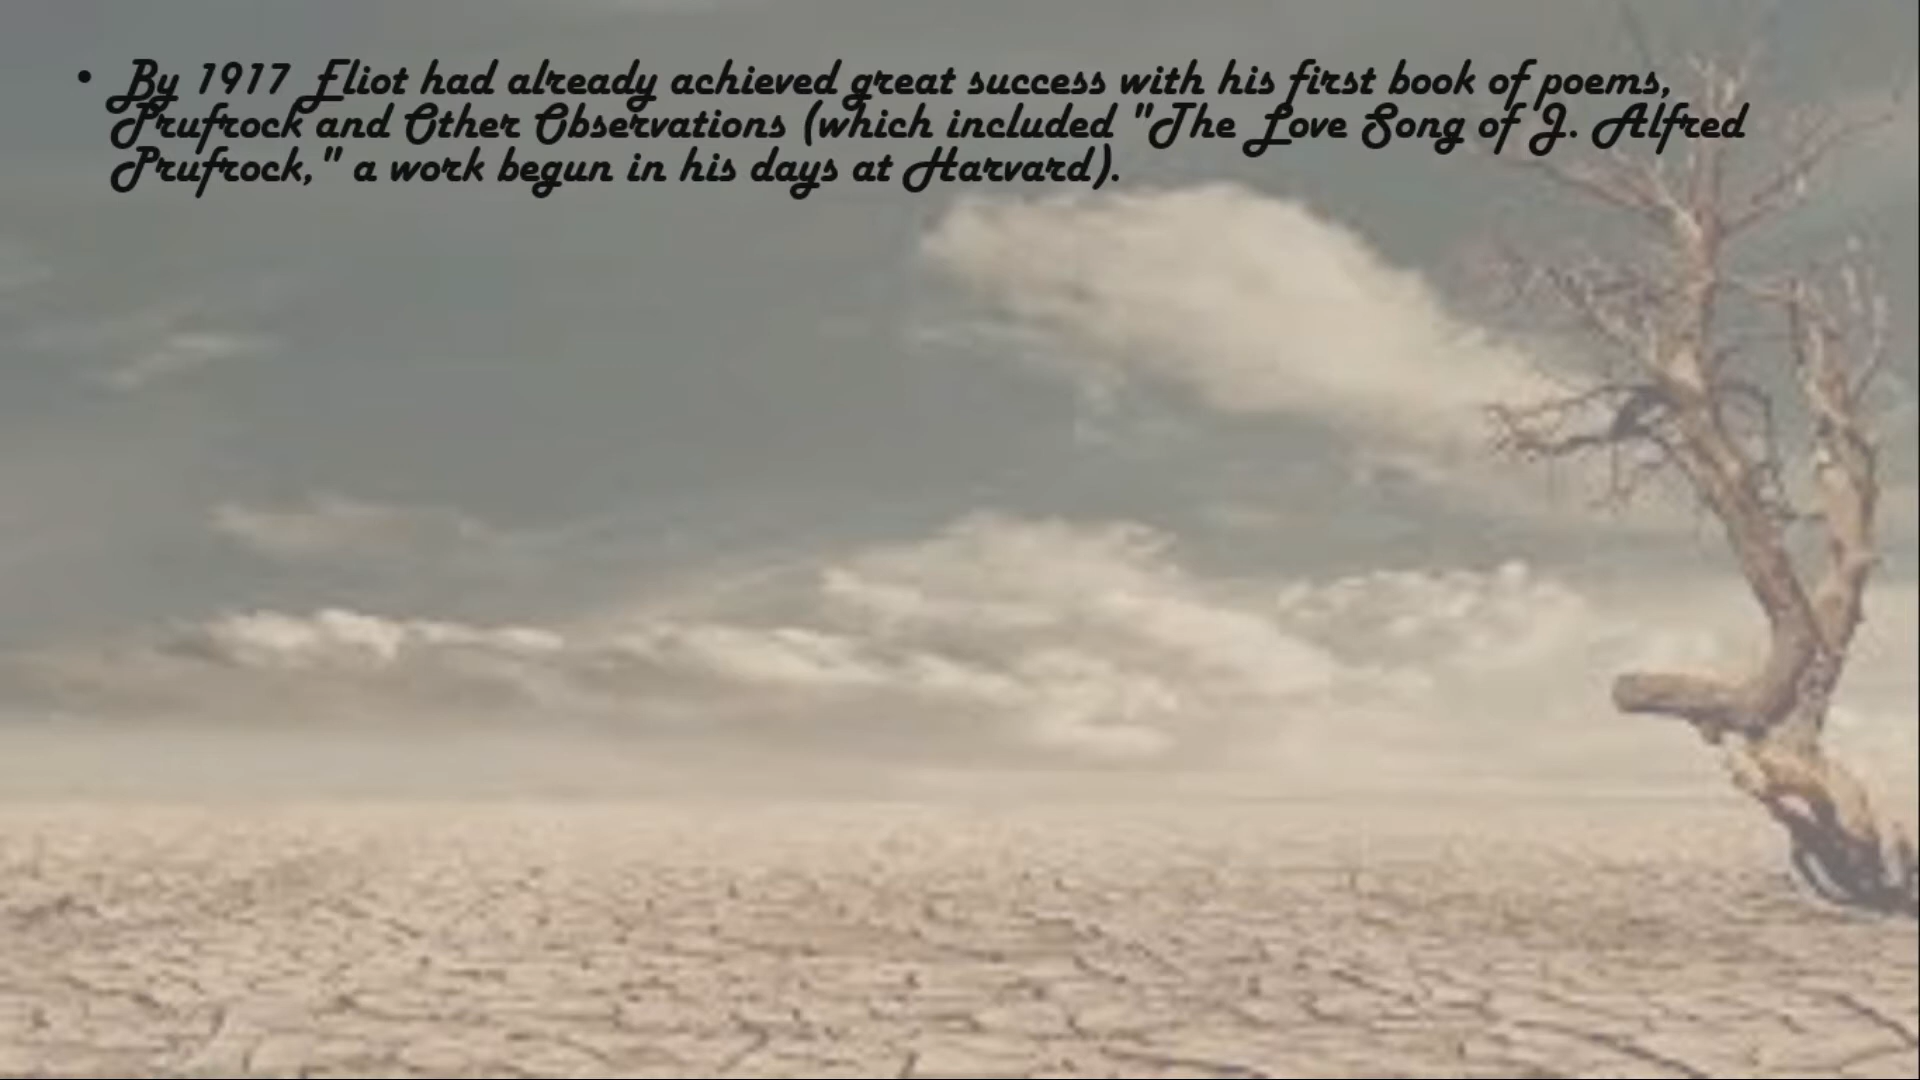 • By 1917 Eliot had already achieved great success with his first book of poems,
Prufrock and Other Observations (which included "The Love Song of J. Alfred
Prufrock," a work begun in his days at Harvard).